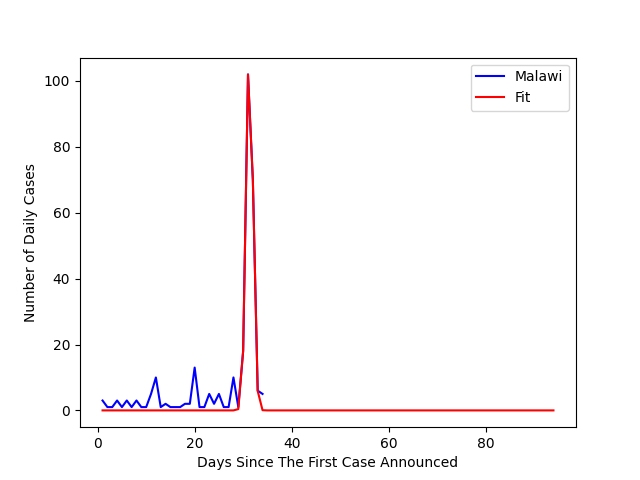 Malawi
Fit
100
80
60
40
20
0
Number of Daily Cases
0 20 40 60 80
Days Since The First Case Announced